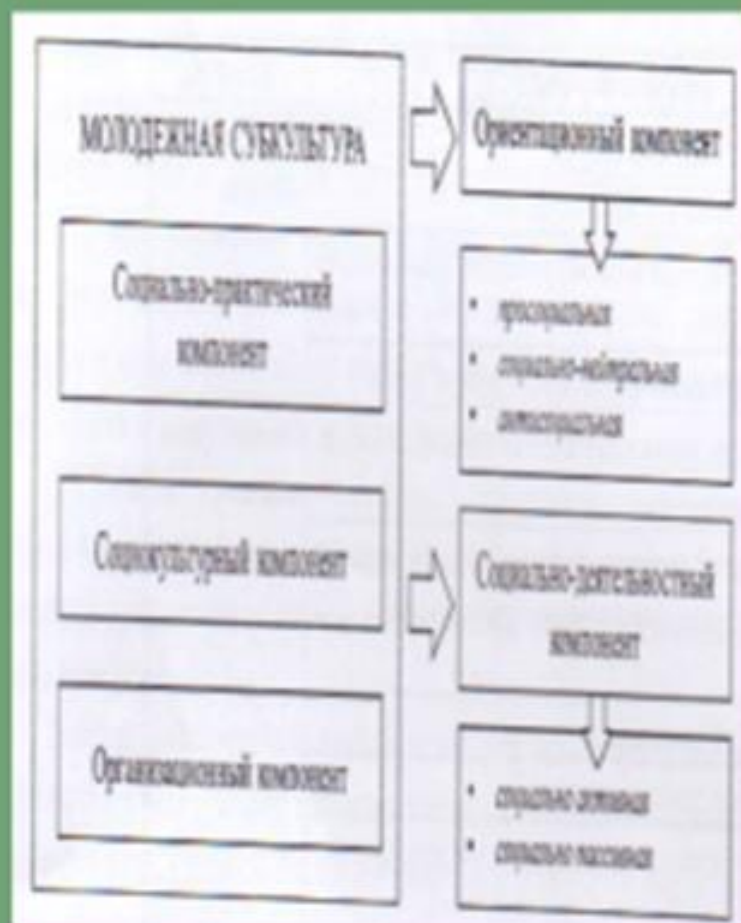 МОЛОДЕЖНАЯ СУБКУЛЬТУРА
Социально-практический
компонент
Социокультурный компонент
Организационный компонент
Ориентационный компонент
• просоциальная
• социально-нейтральная
• антисоциальная
Социально-деятельностный
компонент
• социально активная
• социально пассивная